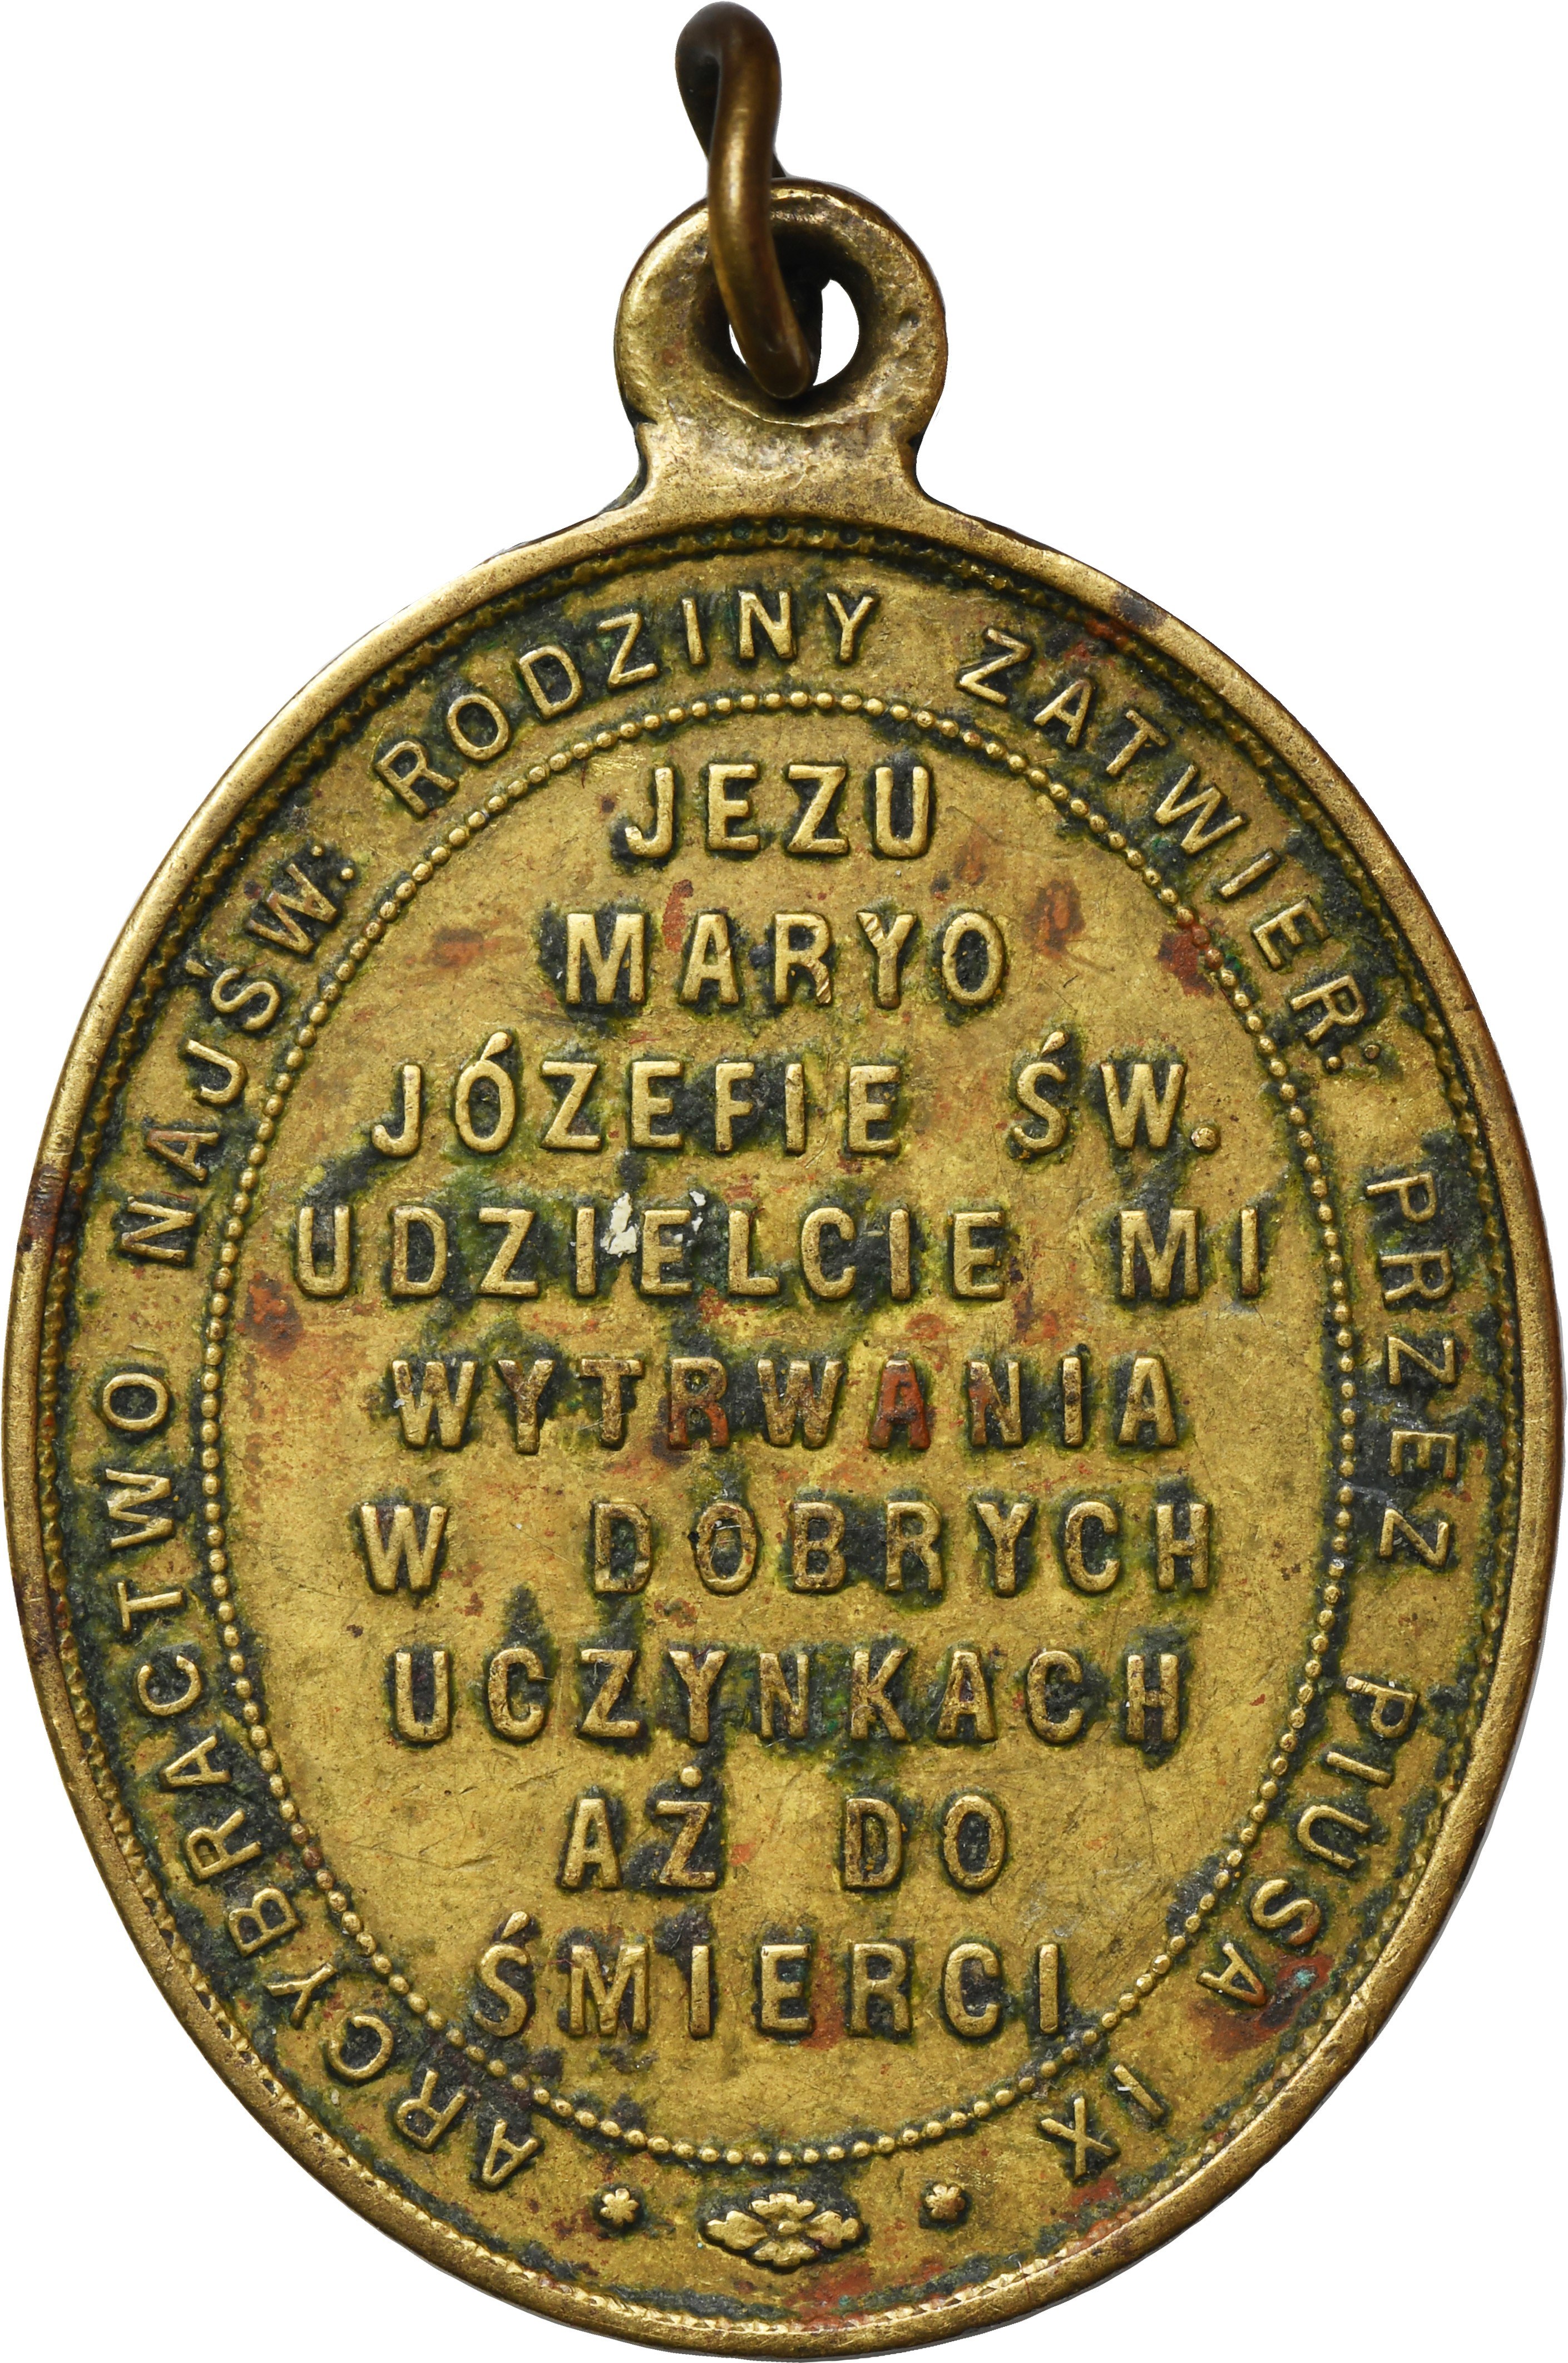 ARCYBRACTWO NAJŚW: RODZINY ZATWIER: PRZEZ PIUSA IX
JEZU
MARYO
JÓZEFIE ŚW.
UDZIELCIE MI
WYTRWANIA
W DOBRYCH
UCZYNKACH
AŻ DO
ŚMIERCI